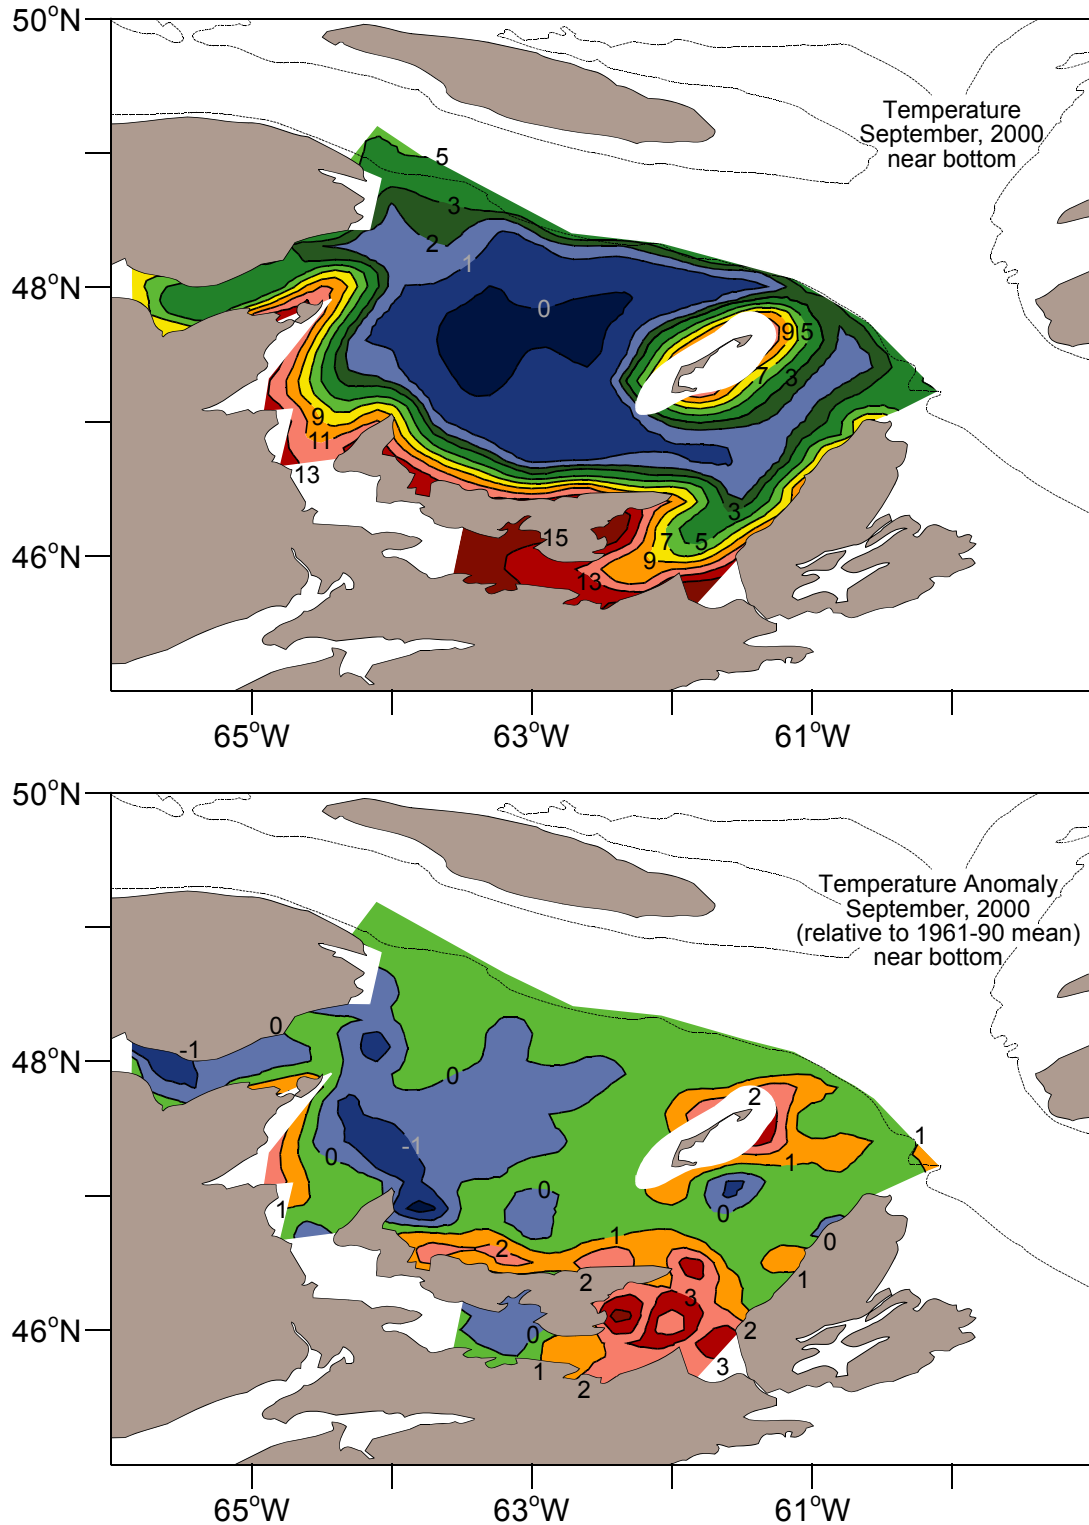 50°N
Temperature
September, 2000
near bottom
5
3
2
1
48°N
0
9 5
7 3
9
11
13
3
15
7 5
9
13
46°N
65°W 63°W 61°W
50°N
Temperature Anomaly
September, 2000
(relative to 1961-90 mean)
near bottom
0
-1
48°N
0
2
-1
1
0
1
0
0
1
1
2
0
2
1
3
46°N
0
2
1
3
2
65°W 63°W 61°W